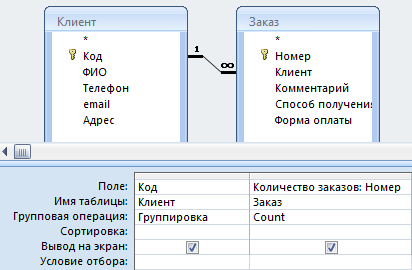 Клиент
*
Код
ФИО
Телефон
email
Адрес
1
∞
Заказ
*
Номер
Клиент
Комментарий
Способ получения
Форма оплаты
Поле: Код Количество заказов: Номер
Имя таблицы: Клиент Заказ
Групповая операция: Группировка Count
Сортировка:
Вывод на экран:
Условие отбора: